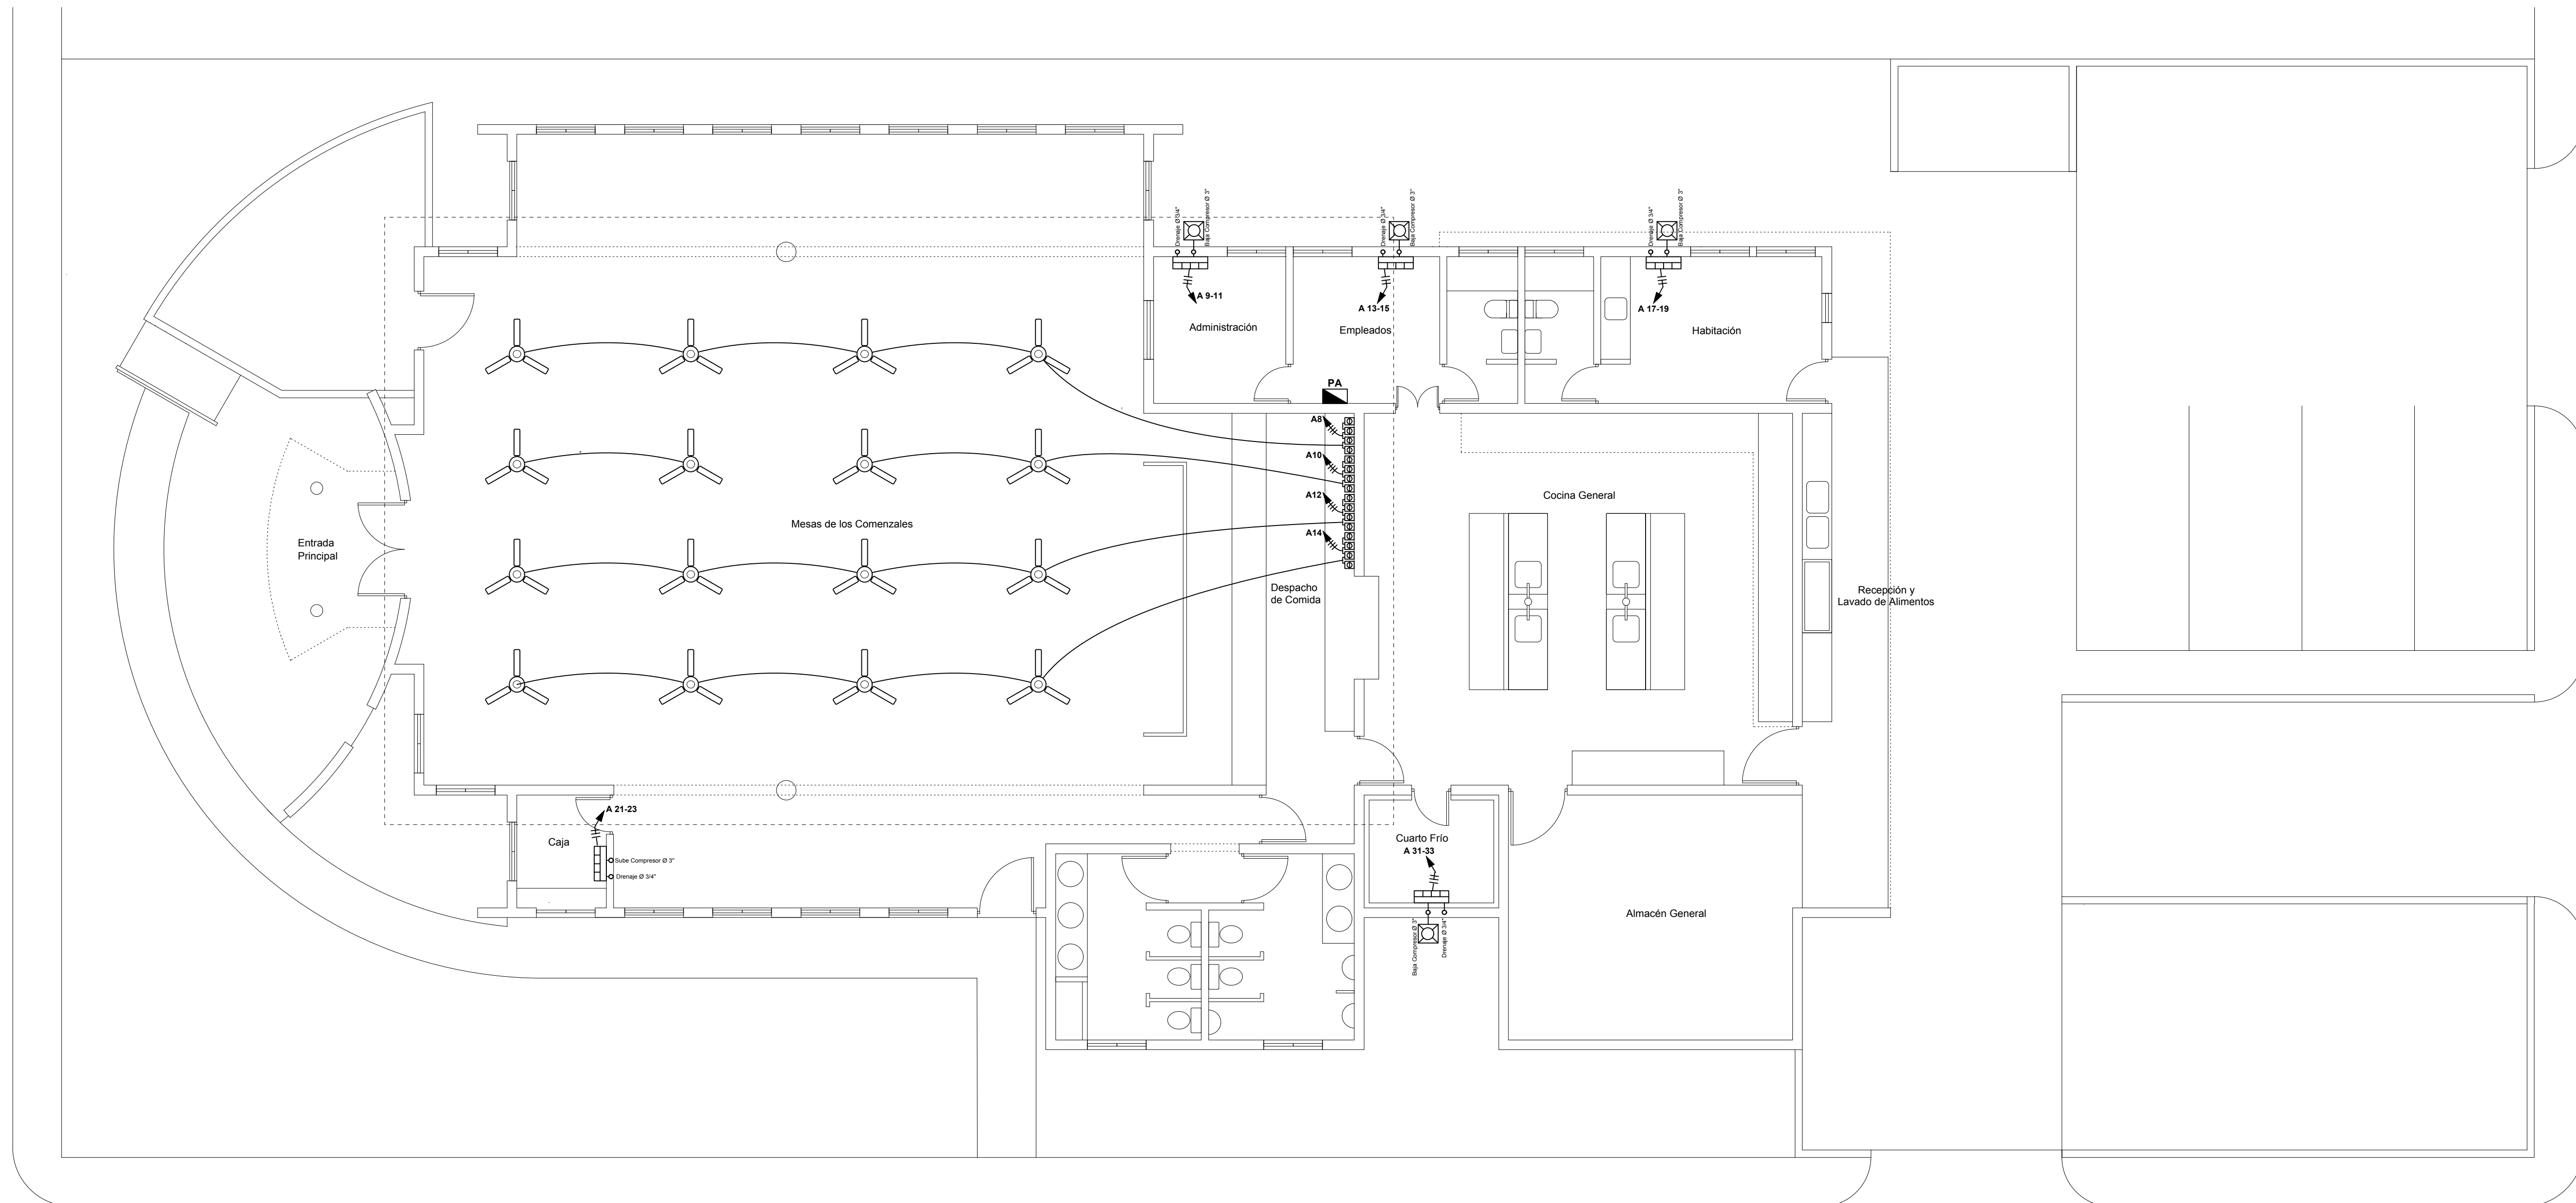 Drenaje Ø 3/4"
Baja Compresor Ø 3"
Drenaje Ø 3/4"
Baja Compresor Ø 3"
Drenaje Ø 3/4"
Baja Compresor Ø 3"
A 9-11
A 13-15
A 17-19
Administración
Empleados
Habitación
PA
A8
A10
A12
A14
Cocina General
Mesas de los Comenzales
Entrada
Principal
Despacho
de Comida
Recepción y
Lavado de Alimentos
A 21-23
Caja
Sube Compresor Ø 3"
Drenaje Ø 3/4"
Cuarto Frío
A 31-33
Almacén General
Baja Compresor Ø 3"
Drenaje Ø 3/4"